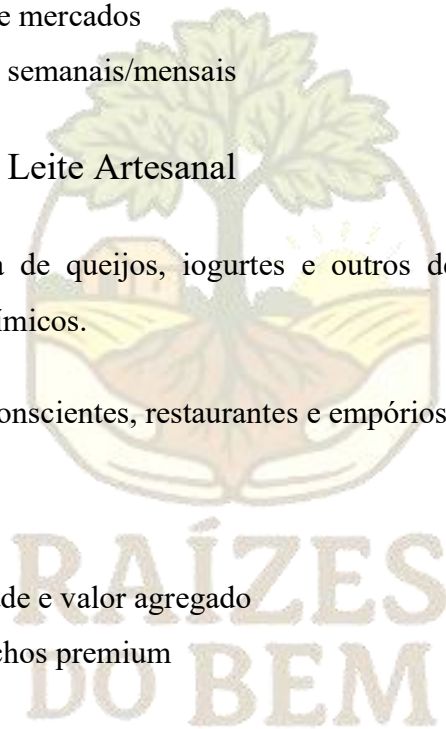 e mercados
semanais/mensais
Leite Artesanal
de queijos, iogurtes e outros
ímicos.
onscientes, restaurantes e empórios
de e valor agregado
chos premium
RAÍZES
DO BEM